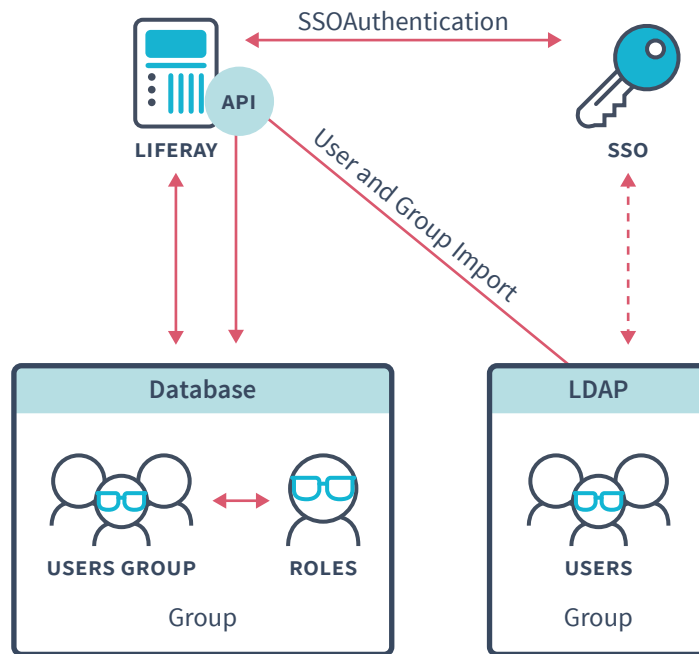 SSOAuthentication
API
LIFERAY
SSO
User and Group Import
Database
LDAP
USERS GROUP
ROLES
USERS
Group
Group